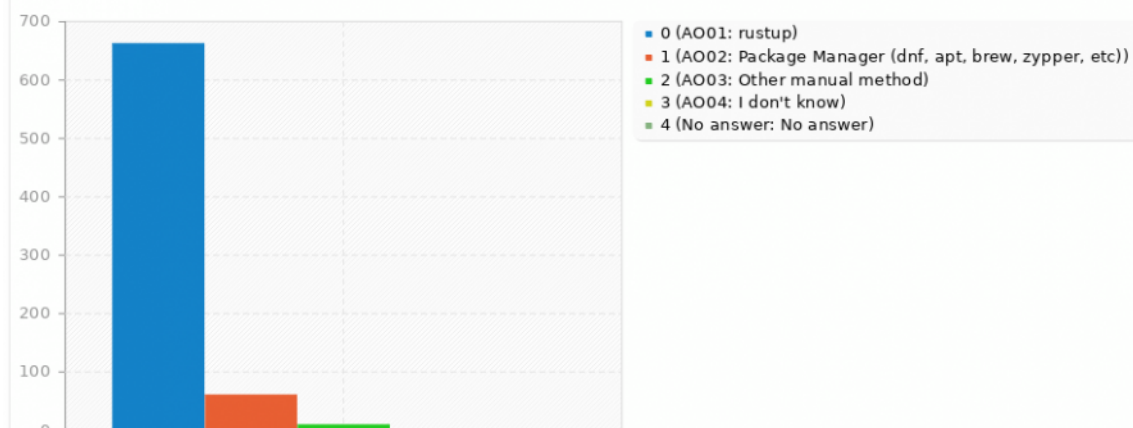 700
600
500
400
300
200
100
0 (AO01: rustup)
1 (AO02: Package Manager (dnf, apt, brew, zypper, etc))
2 (AO03: Other manual method)
3 (AO04: I don't know)
4 (No answer: No answer)